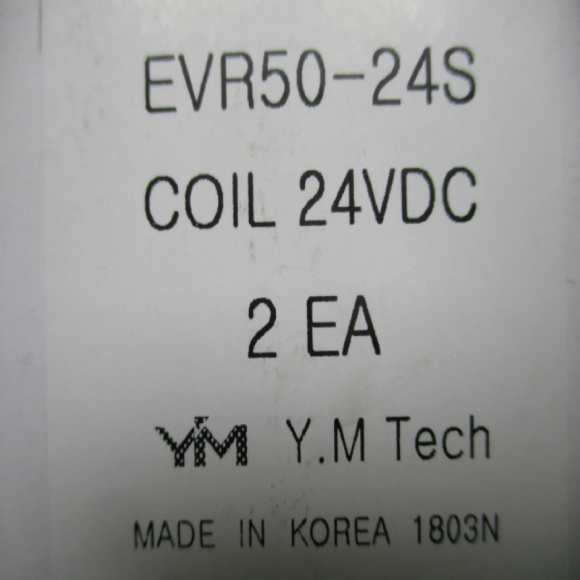 EVR50-24S
COIL 24VDC
2 EA
YM Y.M Tech
MADE IN KOREA 1803N